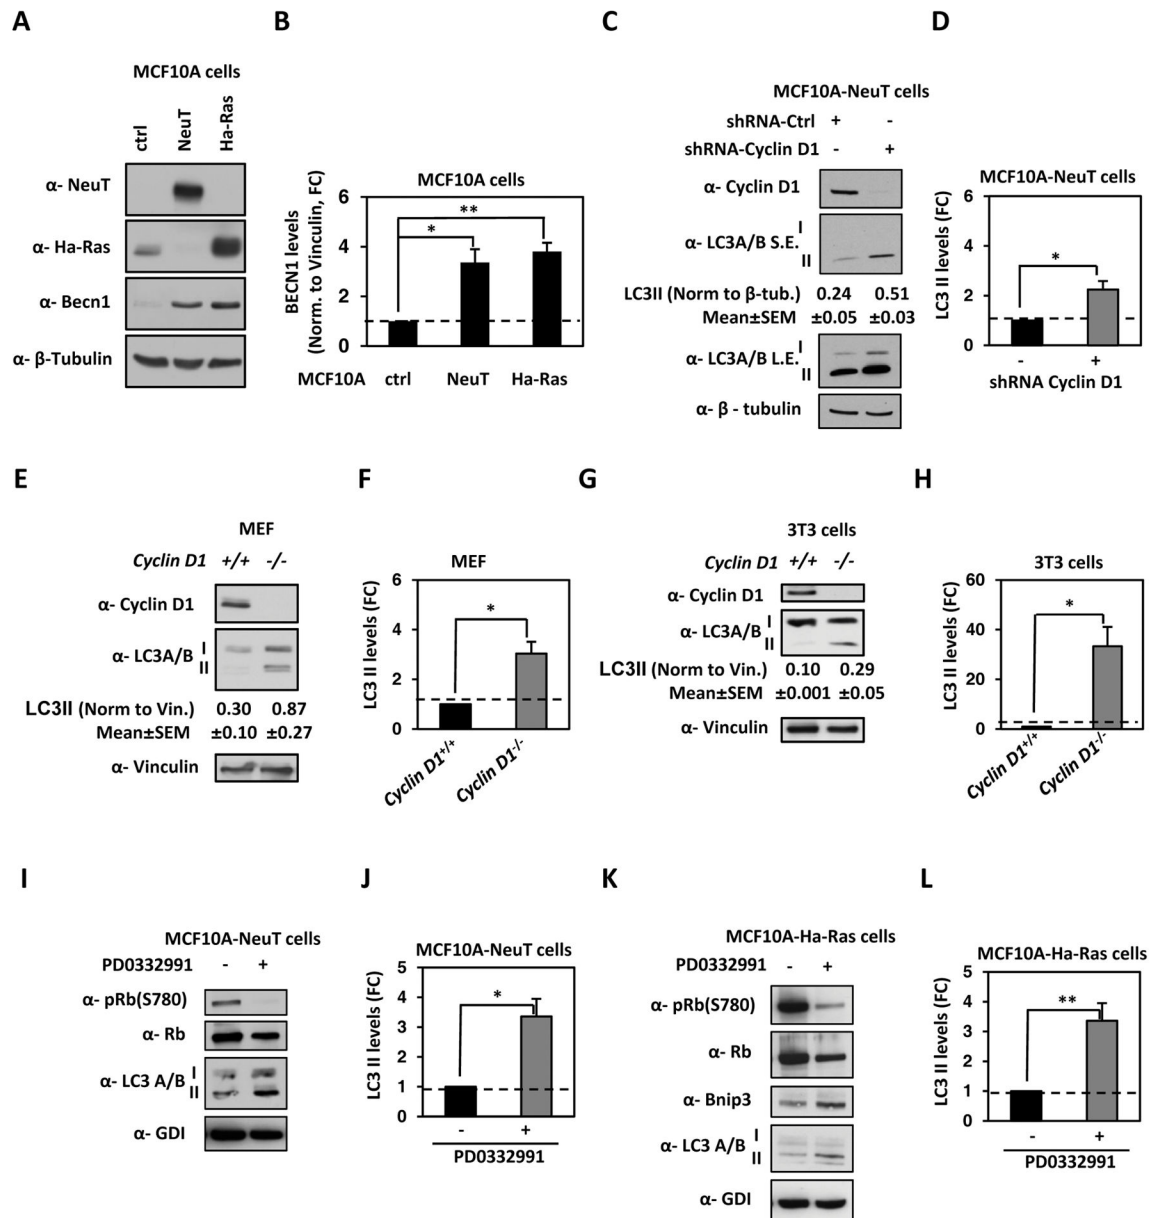 A
MCF10A cells
ctrl
NeuT
Ha-Ras
α- NeuT
α- Ha-Ras
α- Becn1
α- β-Tubulin
B
MCF10A cells
BECN1 levels
(Norm. to Vinculin, FC)
6
4
2
0
*
**
MCF10A ctrl NeuT Ha-Ras
C
MCF10A-NeuT cells
shRNA-Ctrl + -
shRNA-Cyclin D1 - +
α- Cyclin D1
α- LC3A/B S.E. I
II
LC3II (Norm to β-tub.) 0.24 0.51
Mean±SEM ±0.05 ±0.03
α- LC3A/B L.E. I
II
α- β - tubulin
D
MCF10A-NeuT cells
LC3 II levels (FC)
6
4
2
0
*
- +
shRNA Cyclin D1
E
MEF
Cyclin D1 +/+ -/-
α- Cyclin D1
α- LC3A/B I
II
LC3II (Norm to Vin.) 0.30 0.87
Mean±SEM ±0.10 ±0.27
α- Vinculin
F
MEF
LC3 II levels (FC)
6
4
2
0
*
Cyclin D1+/+
Cyclin D1-/-
G
3T3 cells
Cyclin D1 +/+ -/-
α- Cyclin D1
α- LC3A/B I
II
LC3II (Norm to Vin.) 0.10 0.29
Mean±SEM ±0.001 ±0.05
α- Vinculin
H
3T3 cells
LC3 II levels (FC)
60
40
20
0
*
Cyclin D1+/+
Cyclin D1-/-
I
MCF10A-NeuT cells
PD0332991 - +
α- pRb(S780)
α- Rb
α- LC3 A/B I
II
α- GDI
J
MCF10A-NeuT cells
LC3 II levels (FC)
5
4
3
2
1
0
*
- +
PD0332991
K
MCF10A-Ha-Ras cells
PD0332991 - +
α- pRb(S780)
α- Rb
α- Bnip3
α- LC3 A/B I
II
α- GDI
L
MCF10A-Ha-Ras cells
LC3 II levels (FC)
5
4
3
2
1
0
**
- +
PD0332991